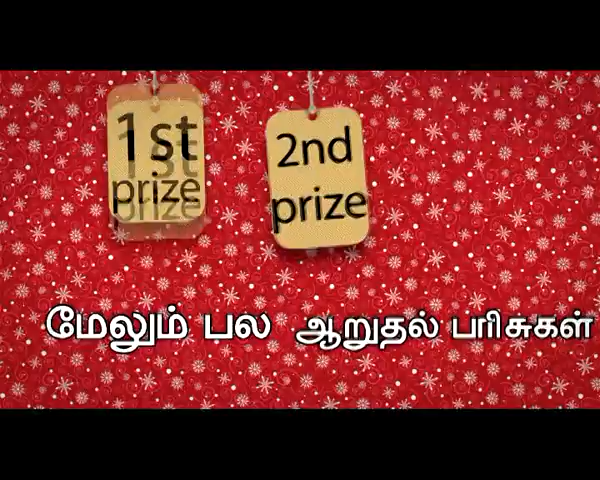 1st
prize
2nd
prize
மேலும் பல ஆறுதல் பரிசுகள்